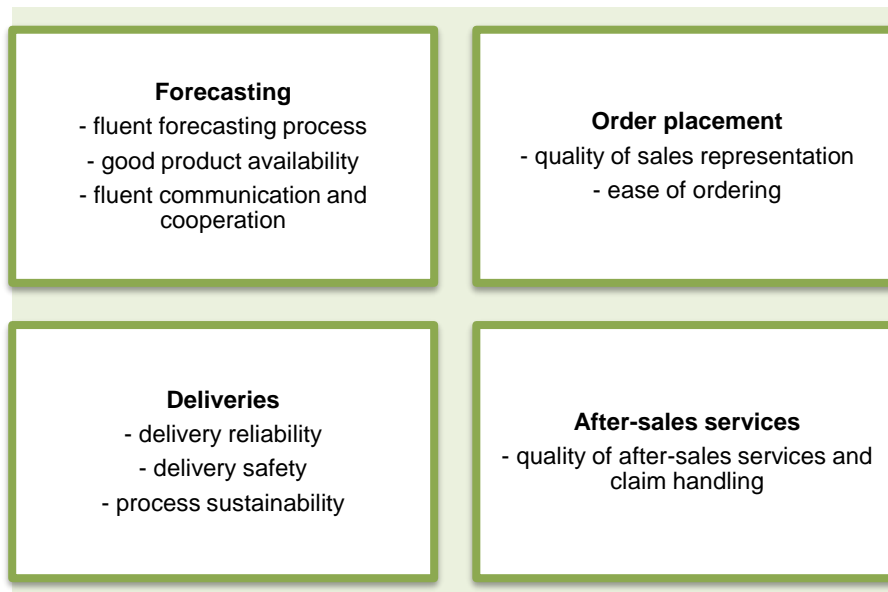 Forecasting
- fluent forecasting process
- good product availability
- fluent communication and
cooperation
Order placement
- quality of sales representation
- ease of ordering
Deliveries
- delivery reliability
- delivery safety
- process sustainability
After-sales services
- quality of after-sales services and
claim handling